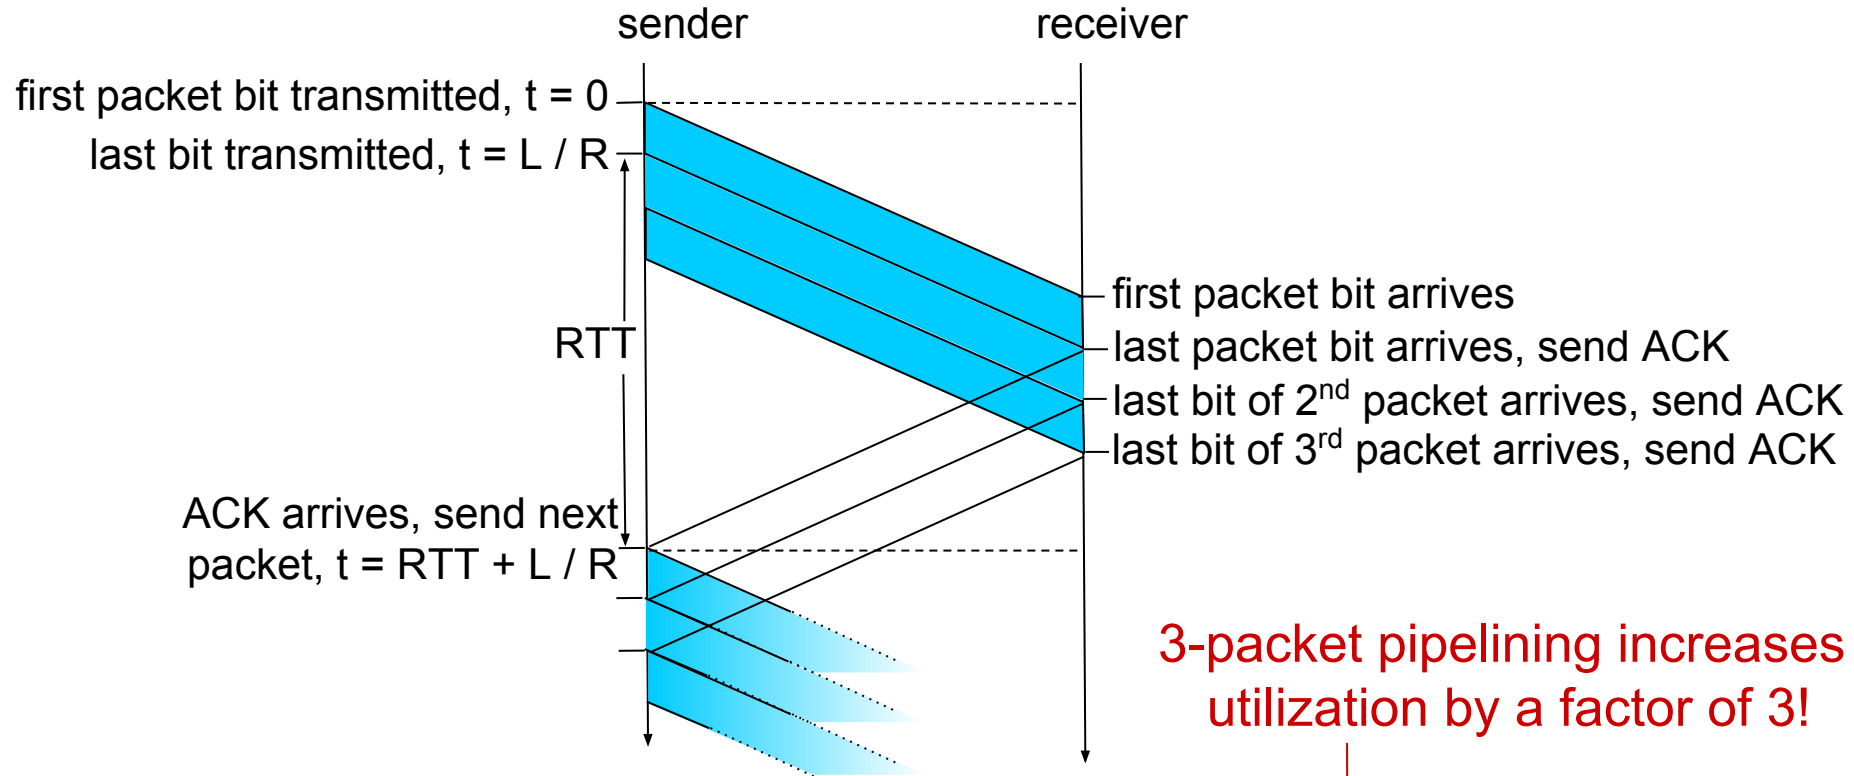 sender
receiver
first packet bit transmitted, t = 0
last bit transmitted, t = L / R
first packet bit arrives
RTT
last packet bit arrives, send ACK
last bit of 2nd packet arrives, send ACK
last bit of 3rd packet arrives, send ACK
ACK arrives, send next
packet, t = RTT + L / R
3-packet pipelining increases
utilization by a factor of 3!